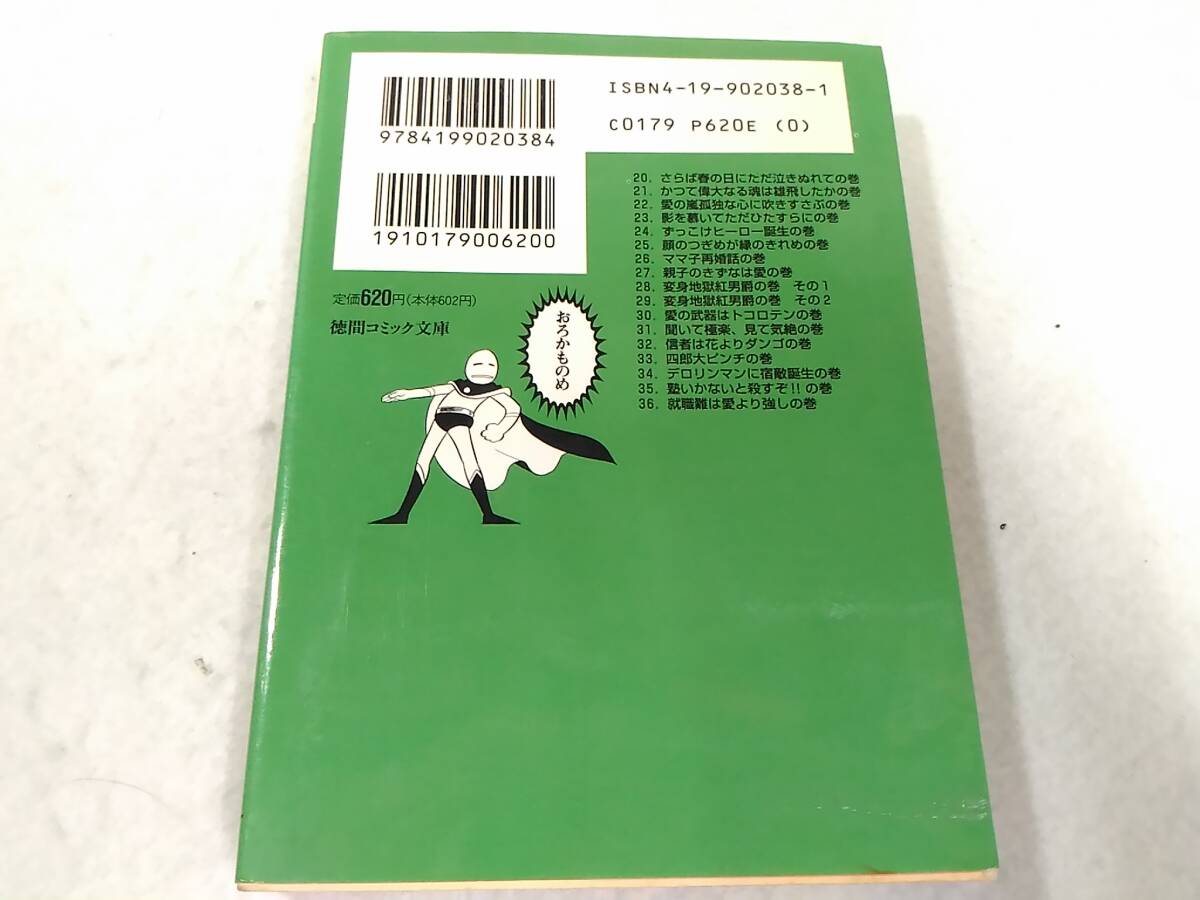 9784199020384
ISBN4-19-902038-1
C0179 P620E (0)
1910179006200
定価620円(本体602円)
徳間コミック文庫
おろかものめ
20. さらば春の日にただ泣きぬれての巻
21. かつて偉大なる魂は雄飛したかの巻
22. 愛の嵐孤独な心に吹きすさぶの巻
23. 影を慕いてただひたすらにの巻
24. ずっこけヒーロー誕生の巻
25. 顔のつぎめが縁のきれめの巻
26. ママ子再婚話の巻
27. 親子のきずなは愛の巻
28. 変身地獄紅男爵の巻 その1
29. 変身地獄紅男爵の巻 その2
30. 愛の武器はトコロテンの巻
31. 聞いて極楽、見て気絶の巻
32. 信者は花よりダンゴの巻
33. 四郎大ピンチの巻
34. デロリンマンに宿敵誕生の巻
35. 塾いかないと殺すぞ!!の巻
36. 就職難は愛より強しの巻